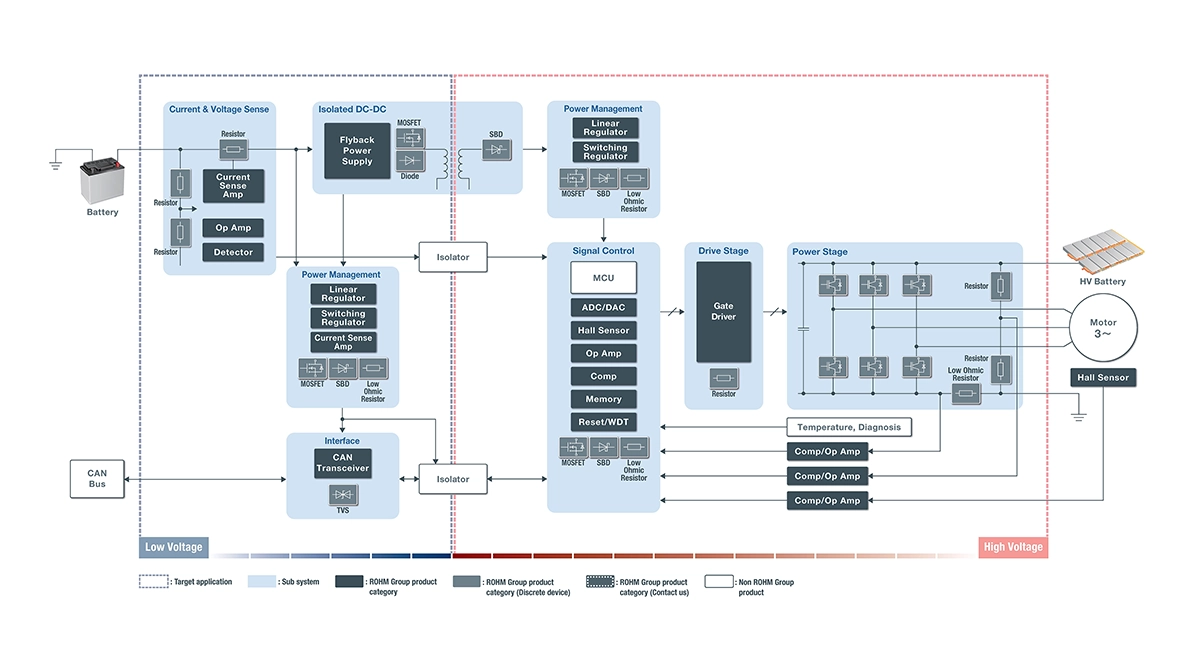 Current & Voltage Sense
Resistor
Current
Sense
Amp
Resistor
Op Amp
Resistor
Detector
Battery
Isolated DC-DC
Flyback
Power
Supply
MOSFET
Diode
SBD
Power Management
Linear
Regulator
Switching
Regulator
MOSFET
SBD
Low
Ohmic
Resistor
Isolator
Power Management
Linear
Regulator
Switching
Regulator
Current Sense
Amp
MOSFET
SBD
Low
Ohmic
Resistor
Signal Control
MCU
ADC/DAC
Hall Sensor
Op Amp
Comp
Memory
Reset/WDT
MOSFET
SBD
Low
Ohmic
Resistor
Drive Stage
Gate
Driver
Resistor
Power Stage
Resistor
Resistor
Low Ohmic
Resistor
HV Battery
Motor
3~
Hall Sensor
Temperature, Diagnosis
Comp/Op Amp
Comp/Op Amp
Comp/Op Amp
Interface
CAN
Transceiver
TVS
Isolator
CAN
Bus
Low Voltage
High Voltage
: Target application
: Sub system
: ROHM Group product
category
: ROHM Group product
category (Discrete device)
: ROHM Group product
category (Contact us)
: Non ROHM Group
product